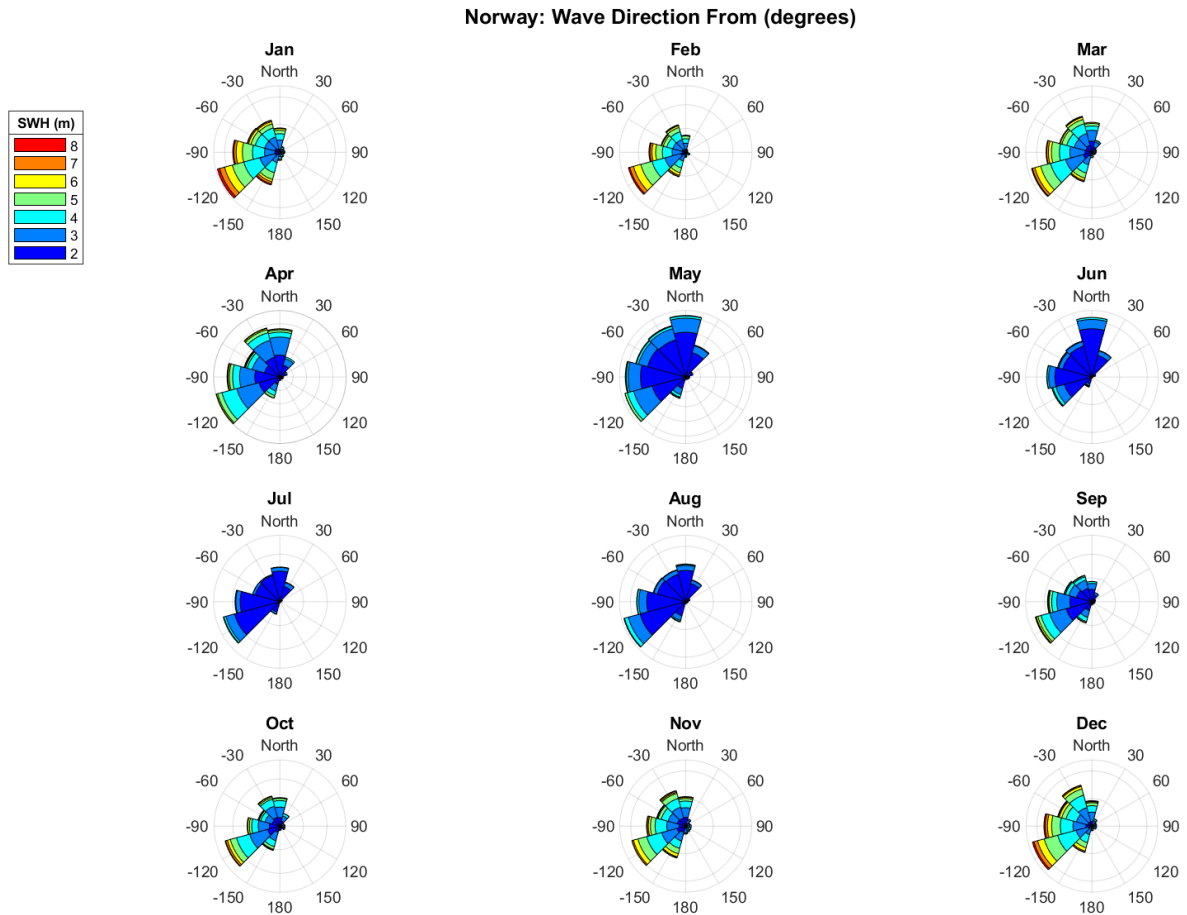 Norway: Wave Direction From (degrees)
Jan Feb Mar
North North North
-30 30 -30 30 -30 30
-60 60 -60 60 -60 60
SWH (m)
8
7
6
5
4
3
2
-90 90 -90 90 -90 90
-120 120 -120 120 -120 120
-150 150 -150 150 -150 150
180 180 180
Apr May Jun
North North North
-30 30 -30 30 -30 30
-60 60 -60 60 -60 60
-90 90 -90 90 -90 90
-120 120 -120 120 -120 120
-150 150 -150 150 -150 150
180 180 180
Jul Aug Sep
North North North
-30 30 -30 30 -30 30
-60 60 -60 60 -60 60
-90 90 -90 90 -90 90
-120 120 -120 120 -120 120
-150 150 -150 150 -150 150
180 180 180
Oct Nov Dec
North North North
-30 30 -30 30 -30 30
-60 60 -60 60 -60 60
-90 90 -90 90 -90 90
-120 120 -120 120 -120 120
-150 150 -150 150 -150 150
180 180 180